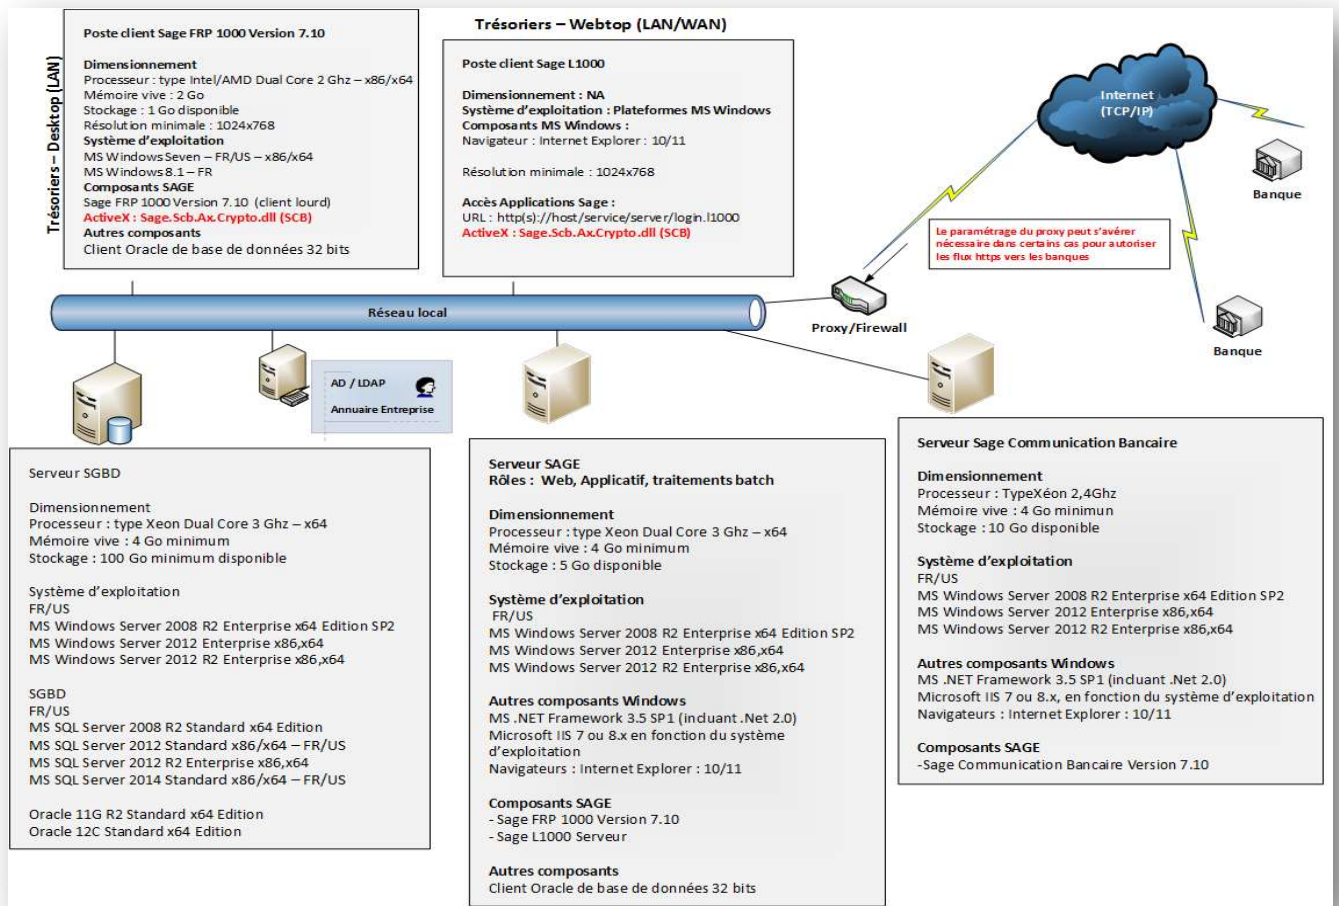 Trésoriers – Desktop (LAN)
Poste client Sage FRP 1000 Version 7.10
Dimensionnement
Processeur : type Intel/AMD Dual Core 2 Ghz – x86/x64
Mémoire vive : 2 Go
Stockage : 1 Go disponible
Résolution minimale : 1024x768
Système d'exploitation
MS Windows Seven – FR/US – x86/x64
MS Windows 8.1 – FR
Composants SAGE
Sage FRP 1000 Version 7.10 (client lourd)
ActiveX : Sage.Scb.Ax.Crypto.dll (SCB)
Autres composants
Client Oracle de base de données 32 bits
Trésoriers – Webtop (LAN/WAN)
Poste client Sage L1000
Dimensionnement : NA
Système d'exploitation : Plateformes MS Windows
Composants MS Windows :
Navigateur : Internet Explorer : 10/11
Résolution minimale : 1024x768
Accès Applications Sage :
URL : http(s)://host/service/server/login.l1000
ActiveX : Sage.Scb.Ax.Crypto.dll (SCB)
Internet
(TCP/IP)
Banque
Le paramétrage du proxy peut s'avérer
nécessaire dans certains cas pour autoriser
les flux https vers les banques
Réseau local
Proxy/Firewall
Banque
AD / LDAP
Annuaire Entreprise
Serveur SGBD
Dimensionnement
Processeur : type Xeon Dual Core 3 Ghz – x64
Mémoire vive : 4 Go minimum
Stockage : 100 Go minimum disponible
Système d'exploitation
FR/US
MS Windows Server 2008 R2 Enterprise x64 Edition SP2
MS Windows Server 2012 Enterprise x86,x64
MS Windows Server 2012 R2 Enterprise x86,x64
SGBD
FR/US
MS SQL Server 2008 R2 Standard x64 Edition
MS SQL Server 2012 Standard x86/x64 – FR/US
MS SQL Server 2012 R2 Enterprise x86,x64
MS SQL Server 2014 Standard x86/x64 – FR/US
Oracle 11G R2 Standard x64 Edition
Oracle 12C Standard x64 Edition
Serveur SAGE
Rôles : Web, Applicatif, traitements batch
Dimensionnement
Processeur : type Xeon Dual Core 3 Ghz – x64
Mémoire vive : 4 Go minimum
Stockage : 5 Go disponible
Système d'exploitation
FR/US
MS Windows Server 2008 R2 Enterprise x64 Edition SP2
MS Windows Server 2012 Enterprise x86,x64
MS Windows Server 2012 R2 Enterprise x86,x64
Autres composants Windows
MS .NET Framework 3.5 SP1 (incluant .Net 2.0)
Microsoft IIS 7 ou 8.x en fonction du système
d'exploitation
Navigateurs : Internet Explorer : 10/11
Composants SAGE
- Sage FRP 1000 Version 7.10
- Sage L1000 Serveur
Autres composants
Client Oracle de base de données 32 bits
Serveur Sage Communication Bancaire
Dimensionnement
Processeur : TypeXéon 2,4Ghz
Mémoire vive : 4 Go minimun
Stockage : 10 Go disponible
Système d'exploitation
FR/US
MS Windows Server 2008 R2 Enterprise x64 Edition SP2
MS Windows Server 2012 Enterprise x86,x64
MS Windows Server 2012 R2 Enterprise x86,x64
Autres composants Windows
MS .NET Framework 3.5 SP1 (incluant .Net 2.0)
Microsoft IIS 7 ou 8.x, en fonction du système d'exploitation
Navigateurs : Internet Explorer : 10/11
Composants SAGE
-Sage Communication Bancaire Version 7.10